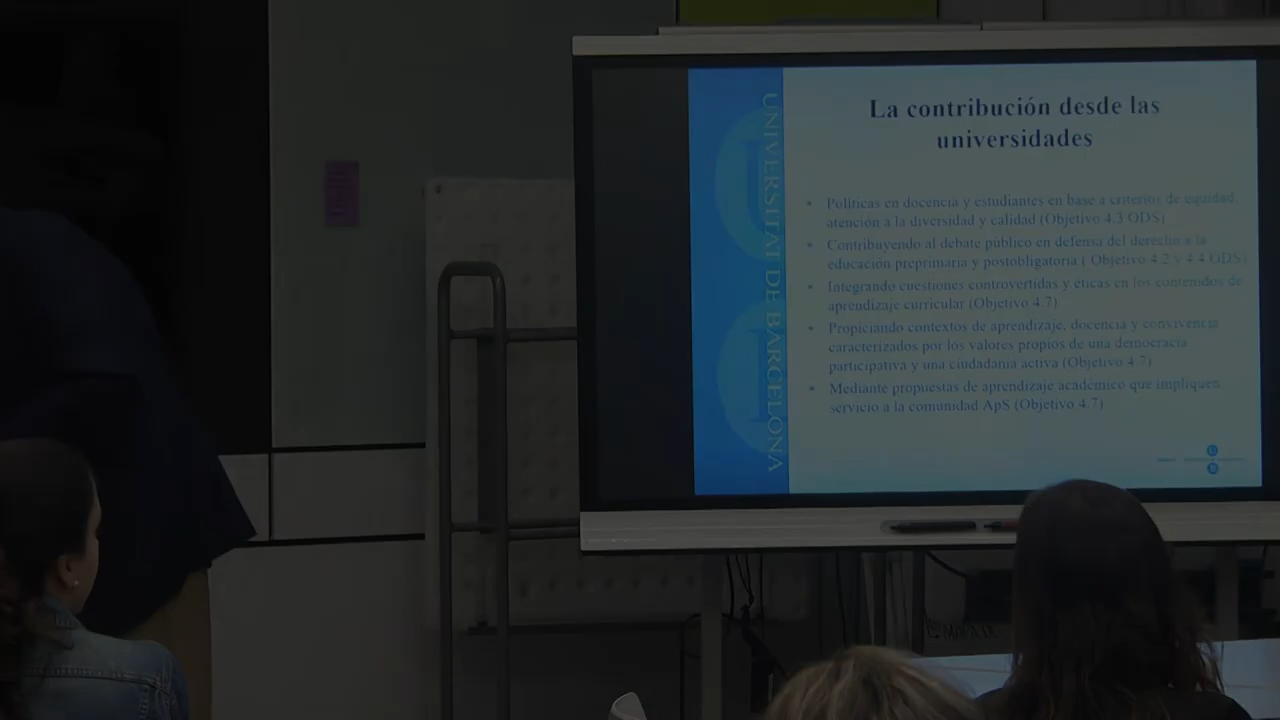 La contribución desde las
universidades
UNIVERSITAT DE BARCELONA
Políticas en docencia y estudiantes en base a criterios de equidad,
atención a la diversidad y calidad (Objetivo 4.3 ODS)
Contribuyendo al debate público en defensa del derecho a la
educación preprimaria y postobligatoria ( Objetivo 4.2 y 4.4 ODS)
Integrando cuestiones controvertidas y éticas en los contenidos de
aprendizaje curricular (Objetivo 4.7)
Propiciando contextos de aprendizaje, docencia y convivencia
caracterizados por los valores propios de una democracia
participativa y una ciudadanía activa (Objetivo 4.7)
Mediante propuestas de aprendizaje académico que impliquen
servicio a la comunidad ApS (Objetivo 4.7)